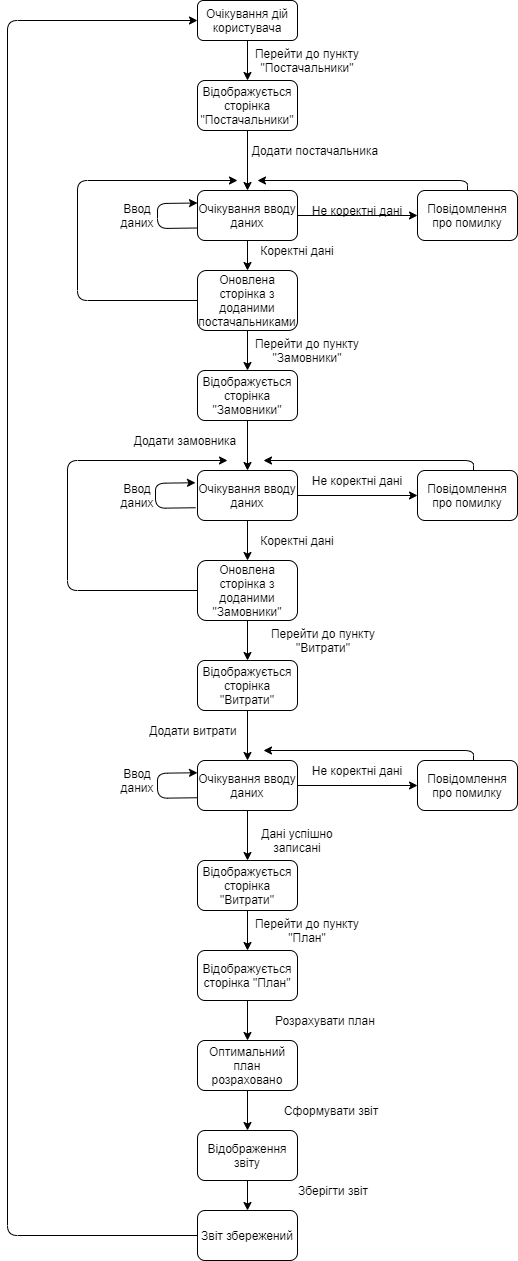 Очікування дій
користувача
Перейти до пункту
"Постачальники"
Відображується
сторінка
"Постачальники"
Додати постачальника
Ввод
даних
Очікування вводу
даних
Не коректні дані
Повідомлення
про помилку
Коректні дані
Оновлена
сторінка з
доданими
постачальниками
Перейти до пункту
"Замовники"
Відображується
сторінка
"Замовники"
Додати замовника
Ввод
даних
Очікування вводу
даних
Не коректні дані
Повідомлення
про помилку
Коректні дані
Оновлена
сторінка з
доданими
"Замовники"
Перейти до пункту
"Витрати"
Відображується
сторінка
"Витрати"
Додати витрати
Ввод
даних
Очікування вводу
даних
Не коректні дані
Повідомлення
про помилку
Дані успішно
записані
Відображується
сторінка
"Витрати"
Перейти до пункту
"План"
Відображується
сторінка "План"
Розрахувати план
Оптимальний
план
розраховано
Сформувати звіт
Відображення
звіту
Зберігти звіт
Звіт збережений